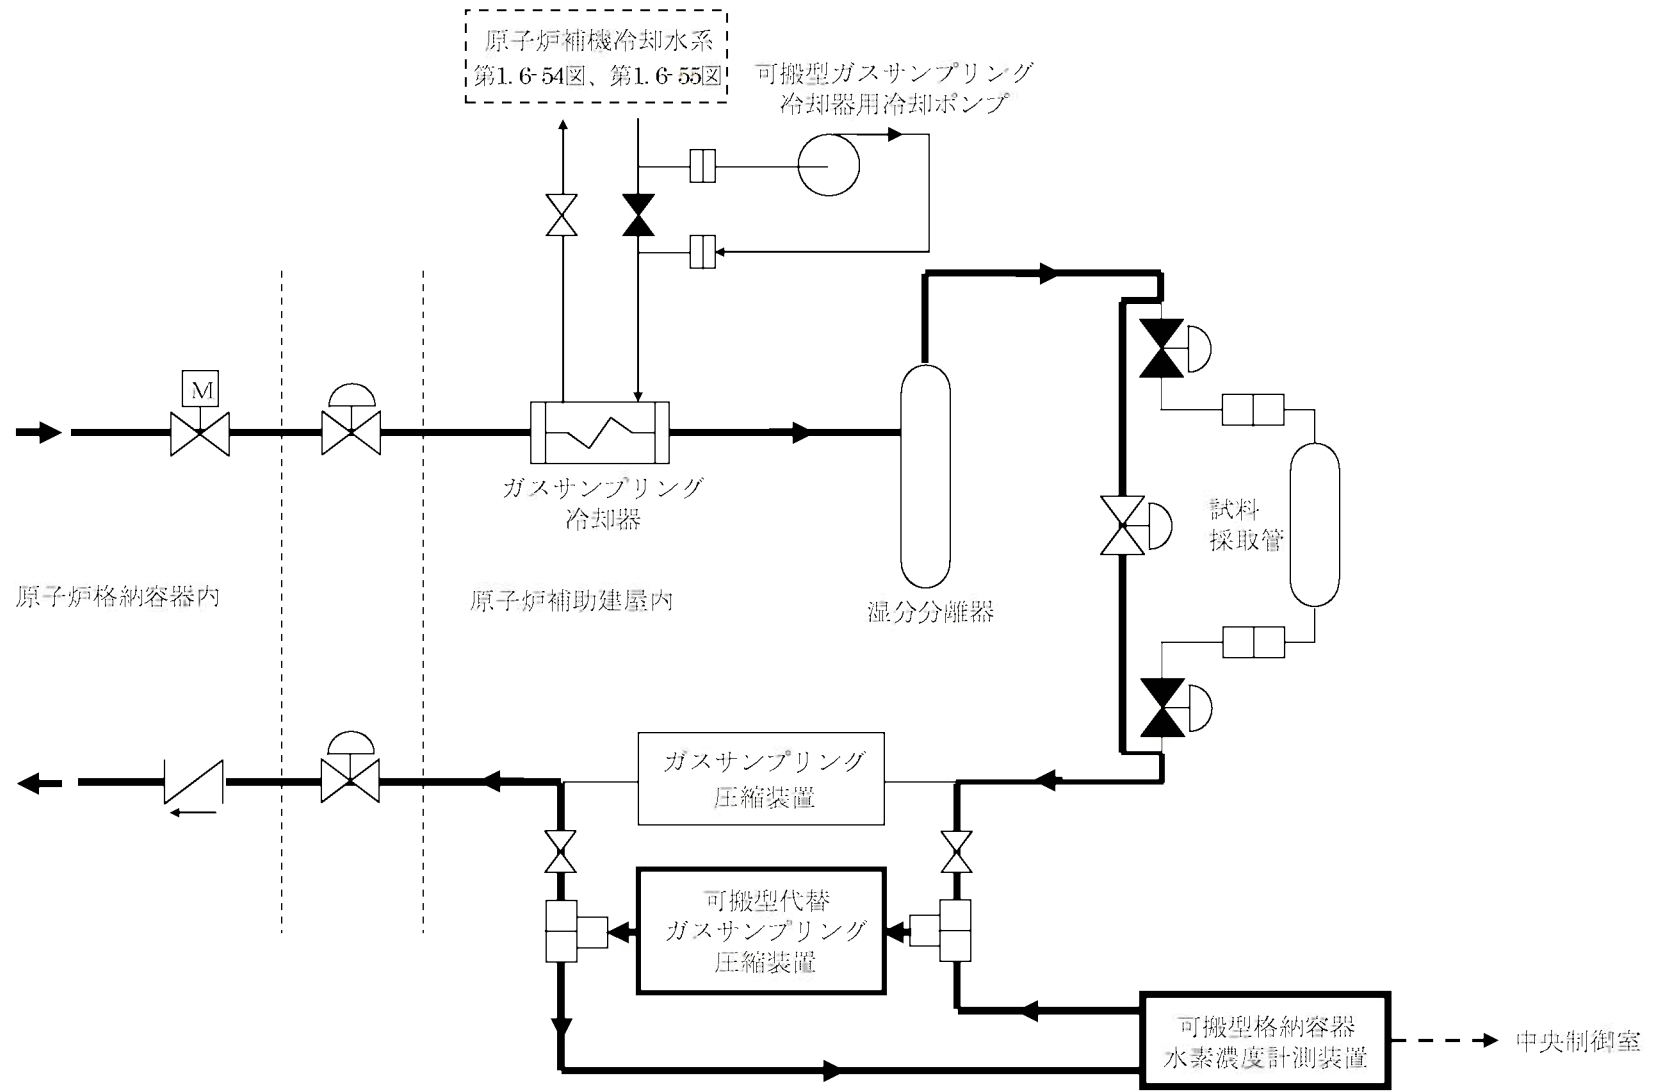 原子炉補機冷却水系
第1.6-54図、第1.6-55図
可搬型ガスサンプリング
冷却器用冷却ポンプ
M
ガスサンプリング
冷却器
試料
採取管
原子炉格納容器内
原子炉補助建屋内
湿分分離器
ガスサンプリング
圧縮装置
可搬型代替
ガスサンプリング
圧縮装置
可搬型格納容器
水素濃度計測装置
中央制御室